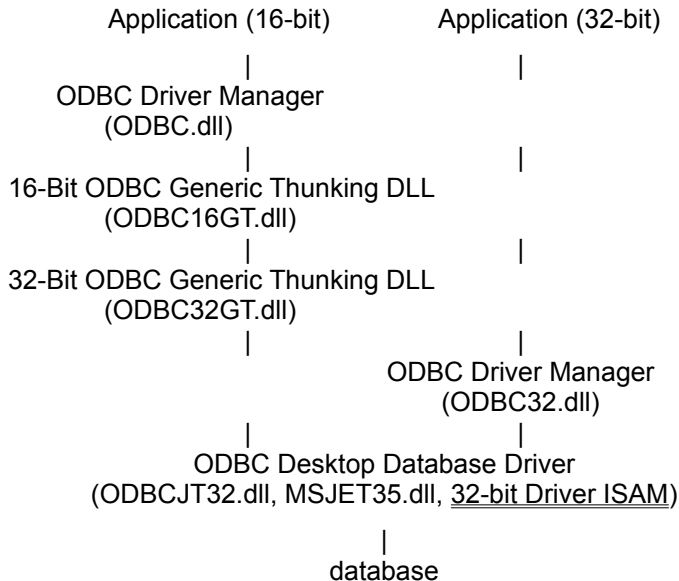 Application (16-bit) Application (32-bit)
| |
ODBC Driver Manager
(ODBC.dll)
| |
16-Bit ODBC Generic Thunking DLL
(ODBC16GT.dll)
| |
32-Bit ODBC Generic Thunking DLL
(ODBC32GT.dll)
| |
ODBC Driver Manager
(ODBC32.dll)
| |
ODBC Desktop Database Driver
(ODBCJT32.dll, MSJET35.dll, 32-bit Driver ISAM)
|
database